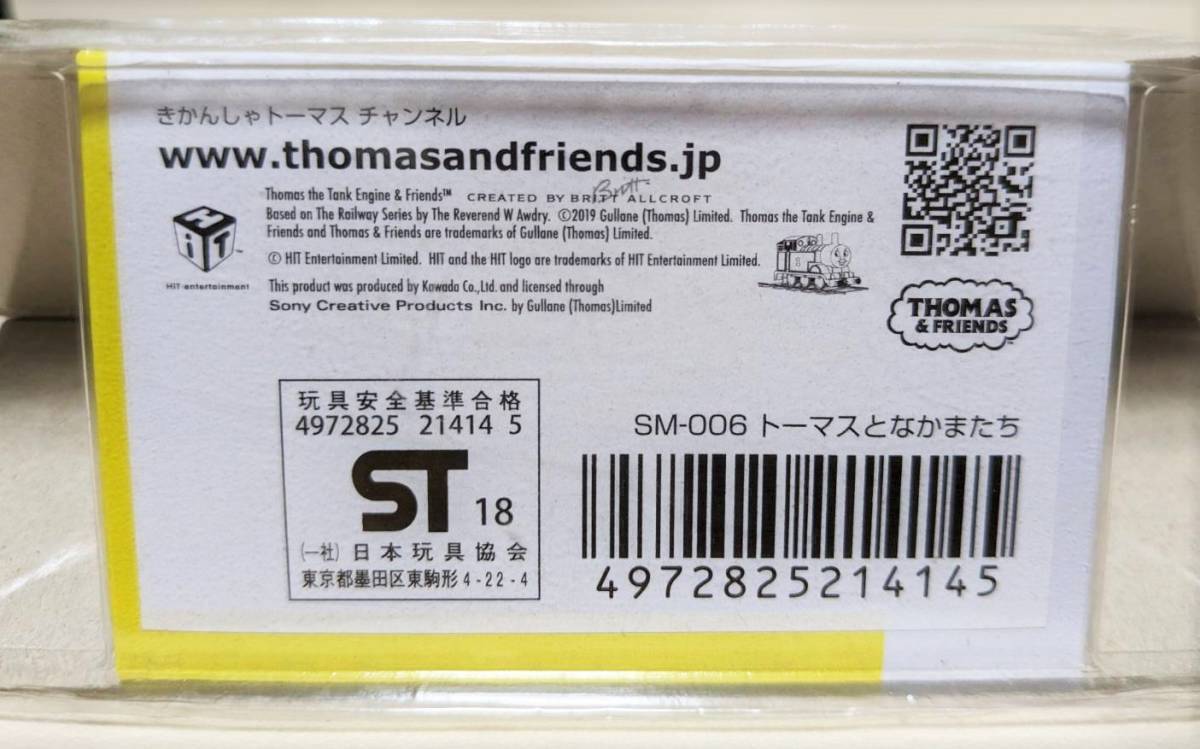 きかんしゃトーマス チャンネル
www.thomasandfriends.jp
Thomas the Tank Engine & Friends™ CREATED BY BRITT ALLCROFT
Britt
Based on The Railway Series by The Reverend W Awdry. ©2019 Gullane (Thomas) Limited. Thomas the Tank Engine &
Friends and Thomas & Friends are trademarks of Gullane (Thomas) Limited.
HiT™
HiT entertainment
© HIT Entertainment Limited. HIT and the HIT logo are trademarks of HIT Entertainment Limited.
This product was produced by Kawada Co.,Ltd. and licensed through
Sony Creative Products Inc. by Gullane (Thomas)Limited
1
THOMAS
& FRIENDS™
玩具安全基準合格
4972825 21414 5
ST 18
(一社) 日本玩具協会
東京都墨田区東駒形4-22-4
SM-006 トーマスとなかまたち
4972825214145